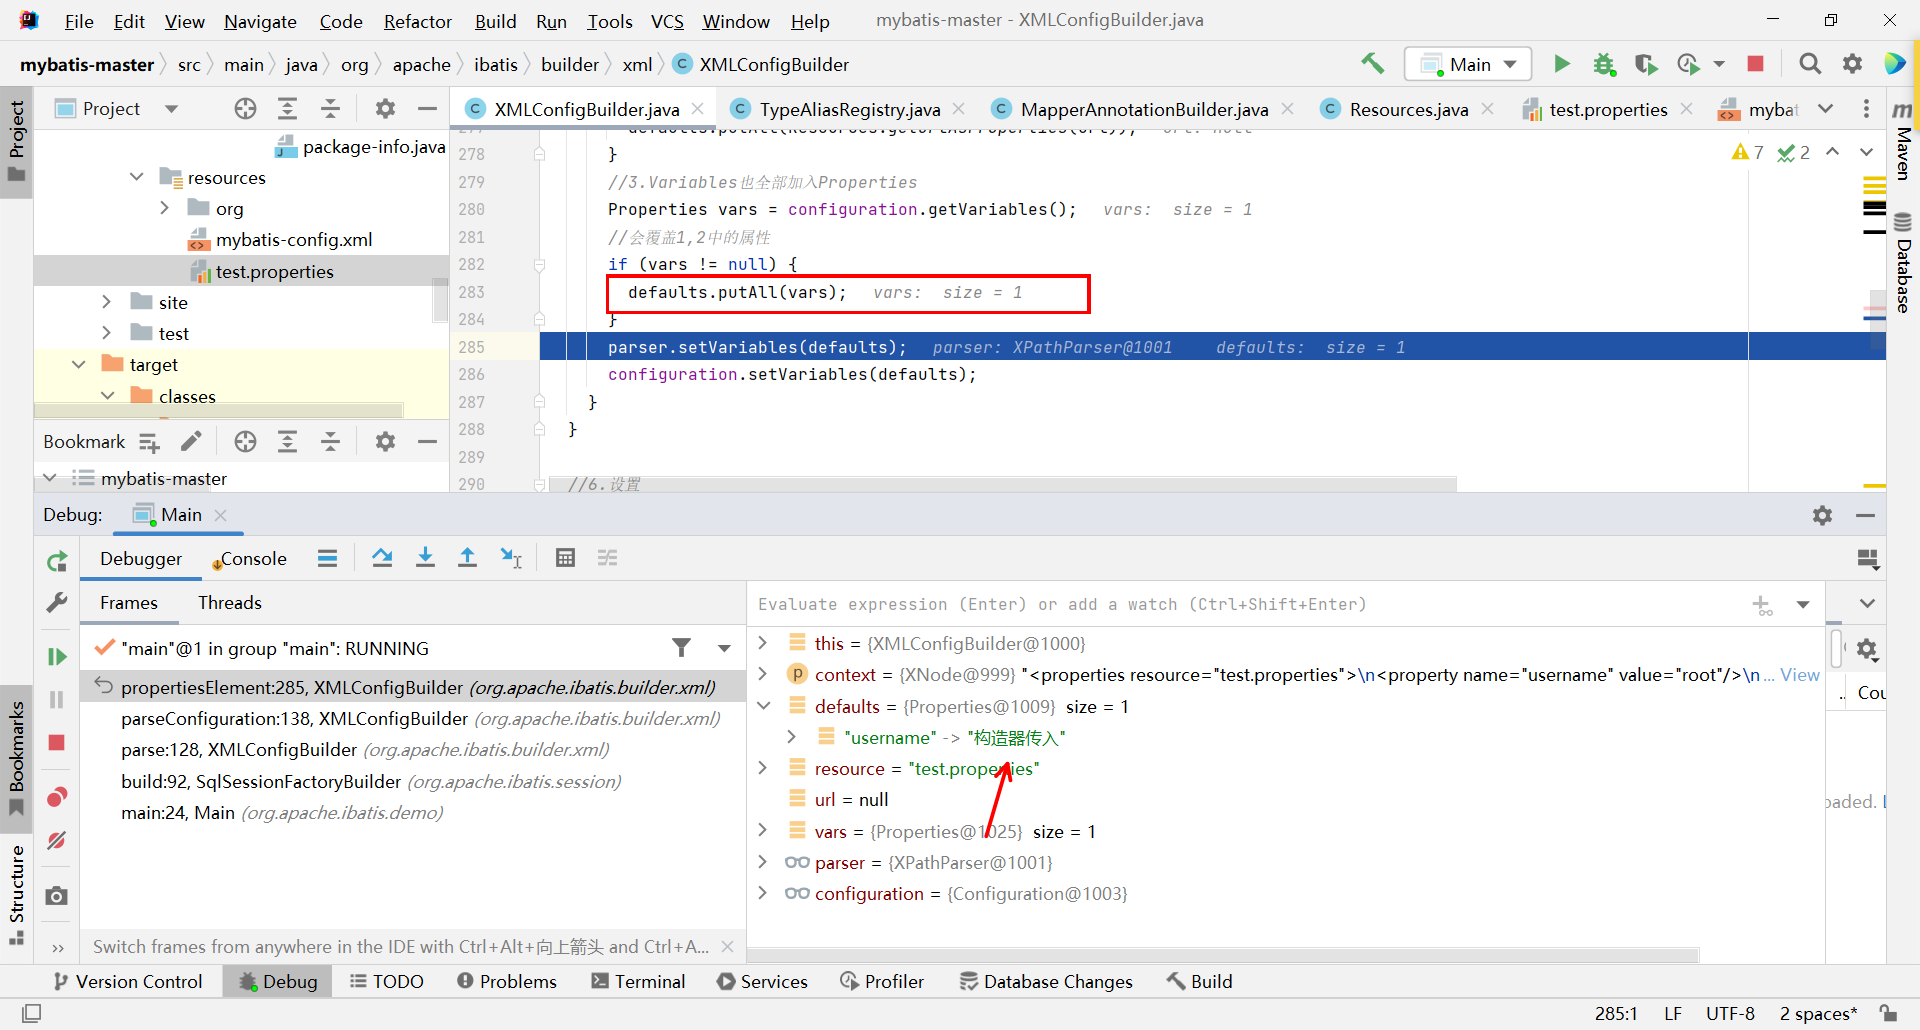 File Edit View Navigate Code Refactor Build Run Tools VCS Window Help mybatis-master - XMLConfigBuilder.java
mybatis-master src main java org apache ibatis builder xml XMLConfigBuilder
Main
Project
XMLConfigBuilder.java TypeAliasRegistry.java MapperAnnotationBuilder.java Resources.java test.properties mybat
package-info.java
resources
org
mybatis-config.xml
test.properties
site
test
target
classes
Bookmark
mybatis-master
7 2
278 }
279 //3.Variables也全部加入Properties
280 Properties vars = configuration.getVariables(); vars: size = 1
281 //会覆盖1,2中的属性
282 if (vars != null) {
283 defaults.putAll(vars); vars: size = 1
284 }
285 parser.setVariables(defaults); parser: XPathParser@1001 defaults: size = 1
286 configuration.setVariables(defaults);
287 }
288 }
289
290 //6.设置
Project
Bookmarks
Structure
Maven
Database
Debug: Main
Debugger Console
Frames Threads
"main"@1 in group "main": RUNNING
propertiesElement:285, XMLConfigBuilder (org.apache.ibatis.builder.xml)
parseConfiguration:138, XMLConfigBuilder (org.apache.ibatis.builder.xml)
parse:128, XMLConfigBuilder (org.apache.ibatis.builder.xml)
build:92, SqlSessionFactoryBuilder (org.apache.ibatis.session)
main:24, Main (org.apache.ibatis.demo)
Switch frames from anywhere in the IDE with Ctrl+Alt+向上箭头 and Ctrl+A...
Evaluate expression (Enter) or add a watch (Ctrl+Shift+Enter)
this = {XMLConfigBuilder@1000}
context = {XNode@999} "<properties resource="test.properties">\n<property name="username" value="root"/>\n ... View
defaults = {Properties@1009} size = 1
"username" -> "构造器传入"
resource = "test.properties"
url = null
vars = {Properties@1025} size = 1
parser = {XPathParser@1001}
configuration = {Configuration@1003}
Cou
oaded.
Version Control Debug TODO Problems Terminal Services Profiler Database Changes Build
285:1 LF UTF-8 2 spaces*